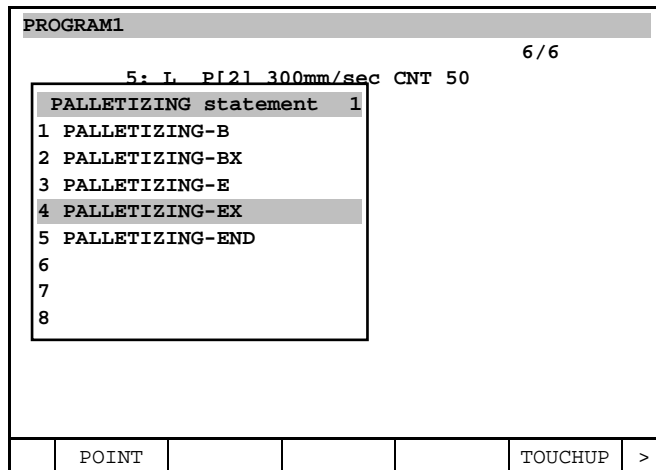 PROGRAM1
6/6
5: L P[2] 300mm/sec CNT 50
PALLETIZING statement 1
1 PALLETIZING-B
2 PALLETIZING-BX
3 PALLETIZING-E
4 PALLETIZING-EX
5 PALLETIZING-END
6
7
8
POINT TOUCHUP >